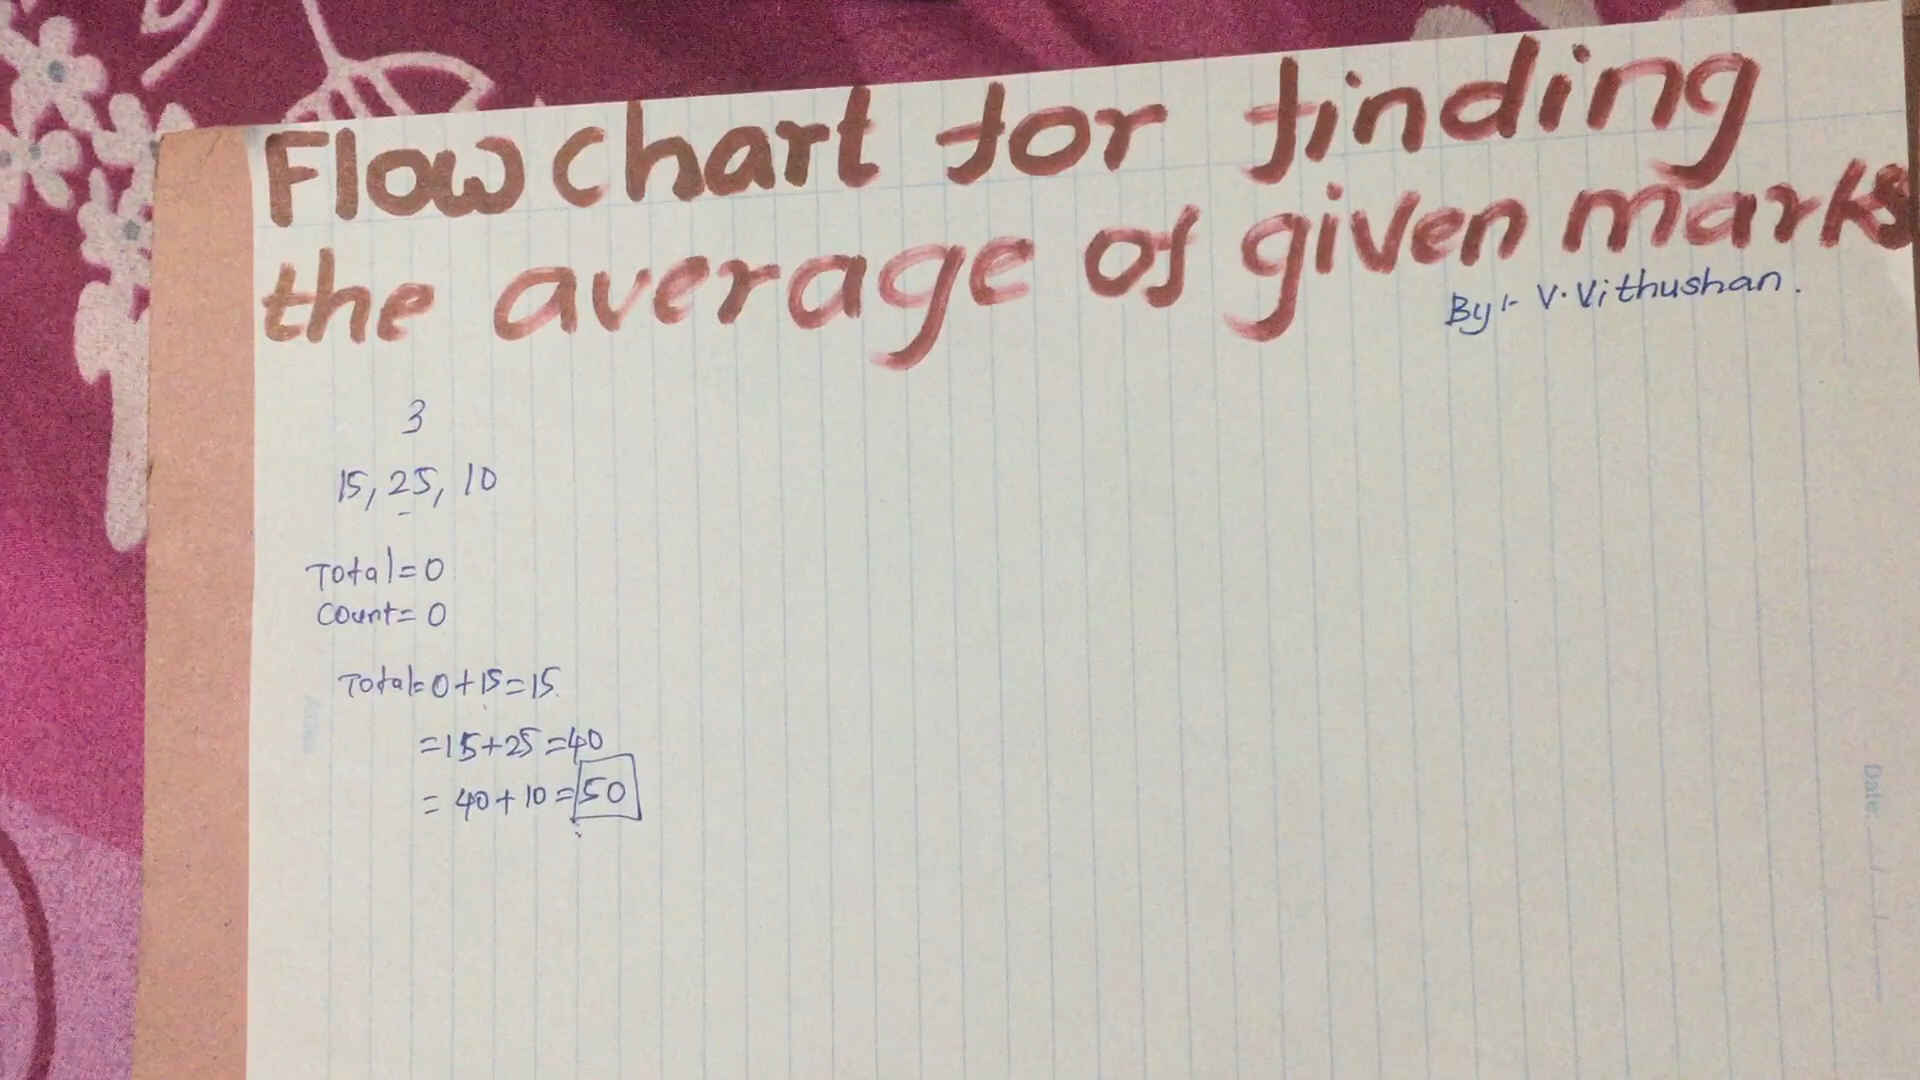 Flow chart for finding
the average of given marks
By:- V. Vithushan.
3
15, 25, 10
Total=0
Count=0
Total=0+15=15.
=15+25=40
=40+10=50
Date: